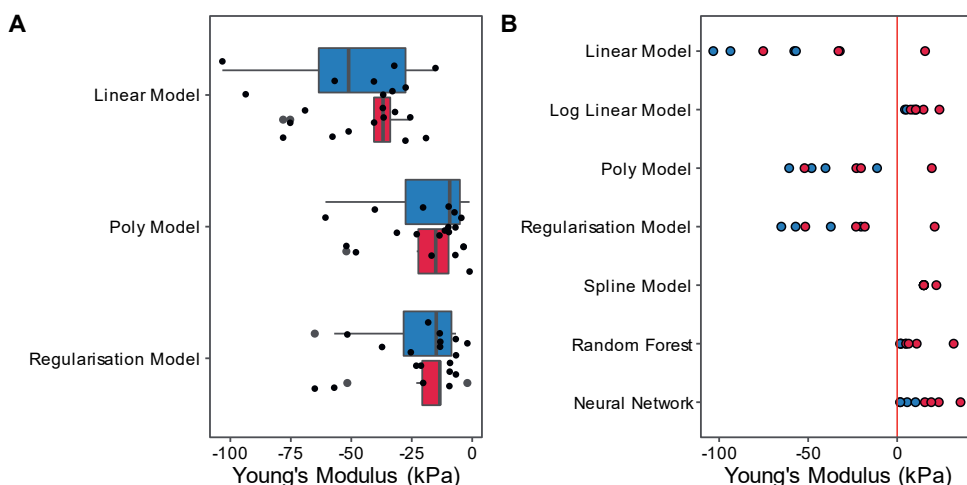 A
Linear Model
Poly Model
Regularisation Model
-100 -75 -50 -25 0
Young's Modulus (kPa)
B
Linear Model
Log Linear Model
Poly Model
Regularisation Model
Spline Model
Random Forest
Neural Network
-100 -50 0
Young's Modulus (kPa)